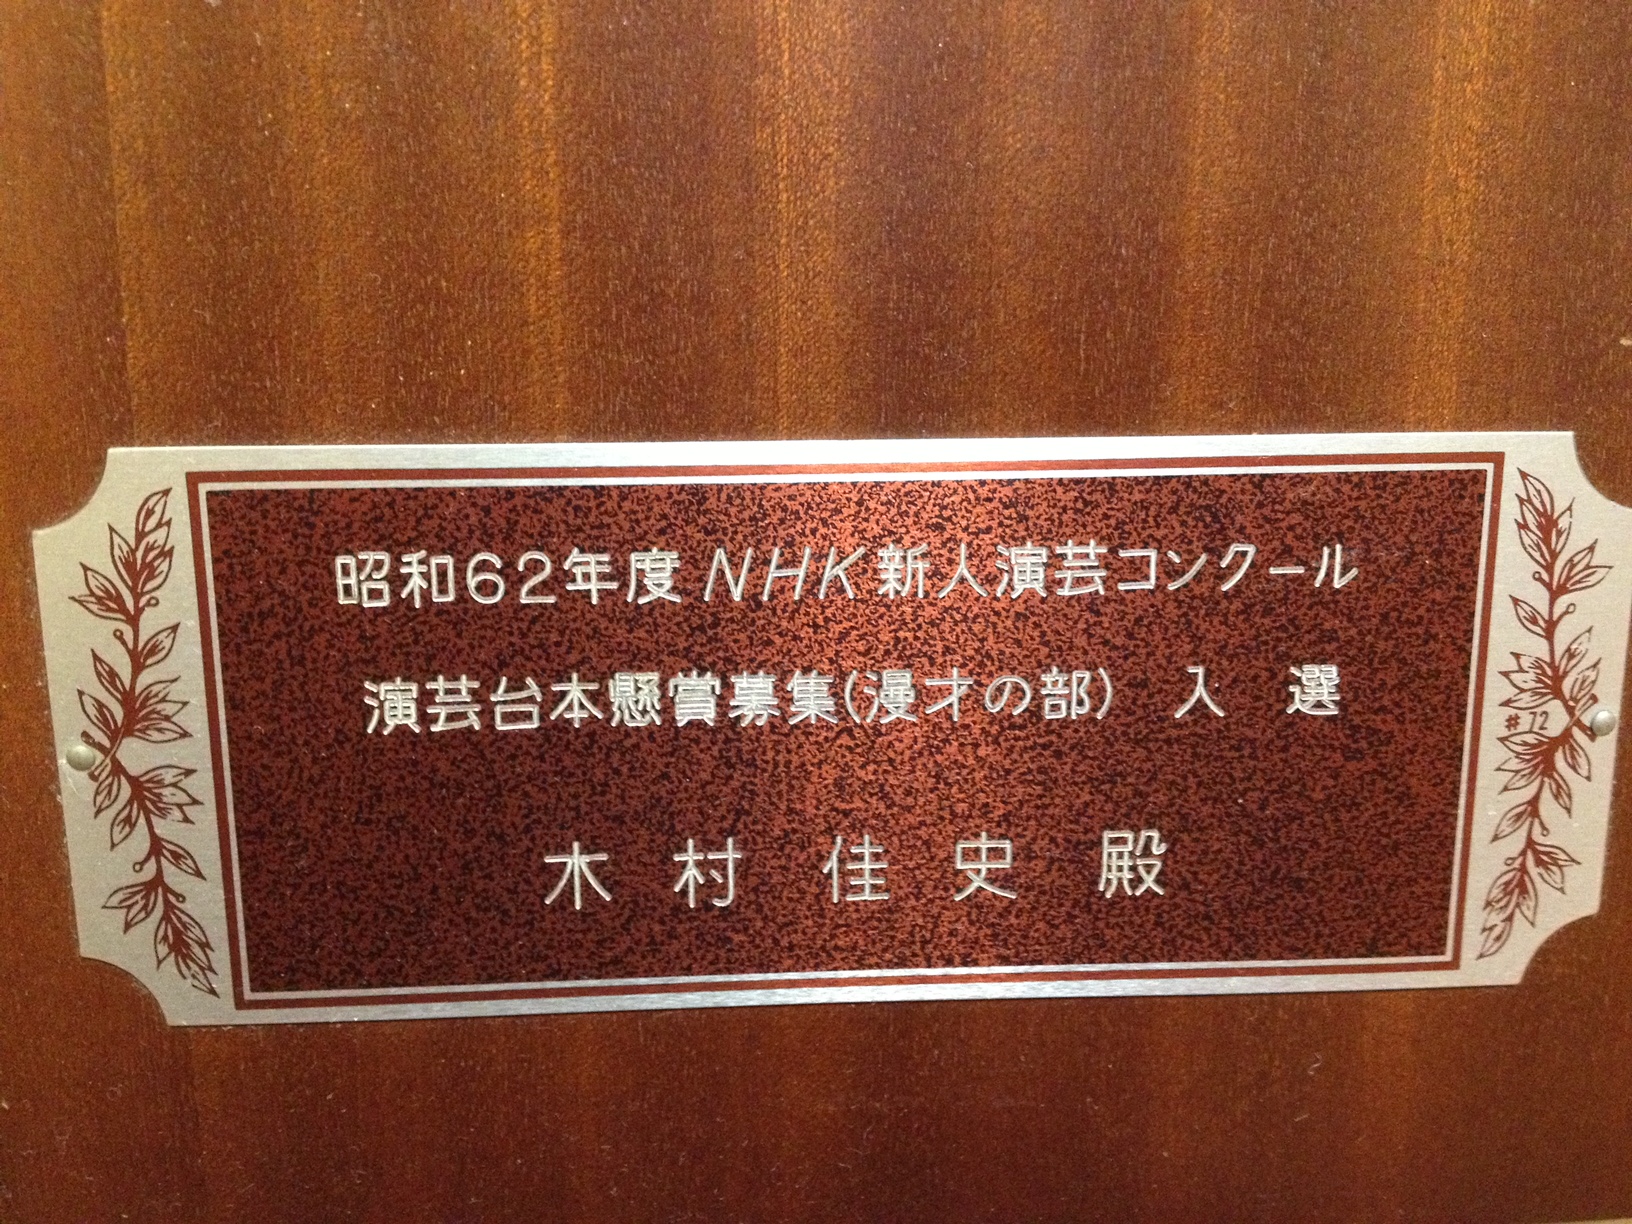 昭和62年度 NHK 新人演芸コンクール
演芸台本懸賞募集(漫才の部) 入 選
木 村 佳 史 殿
#12